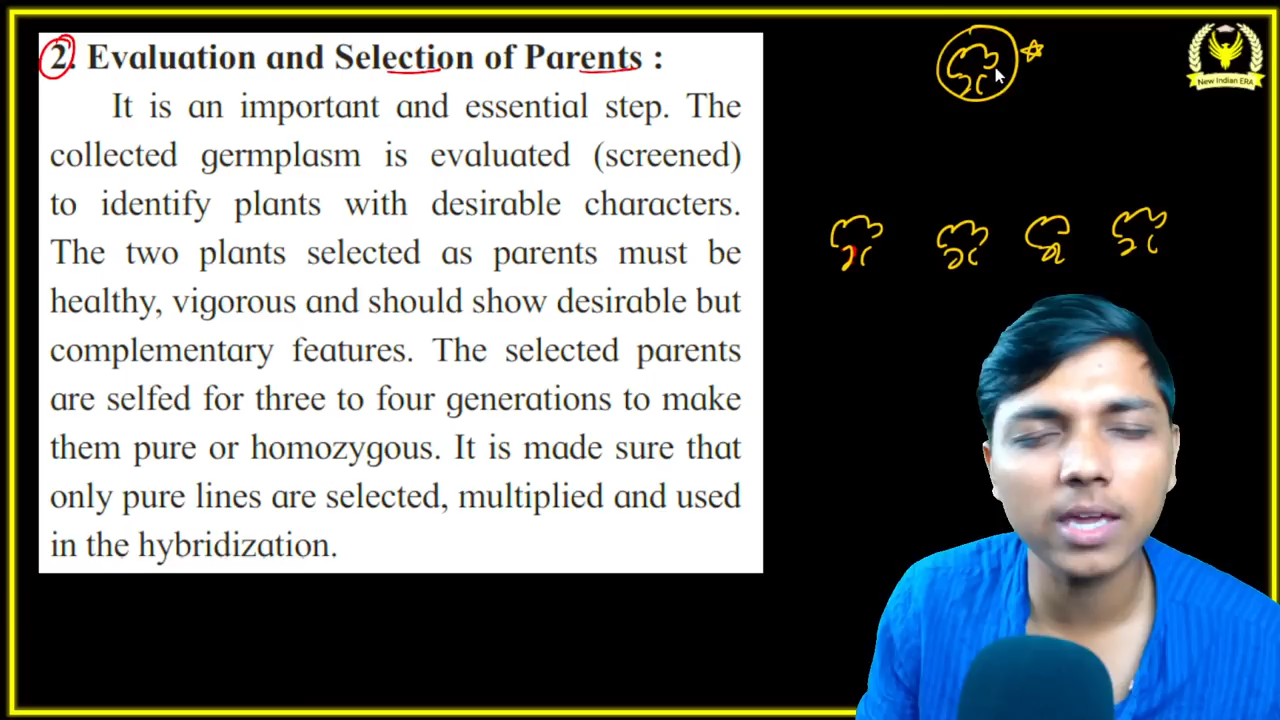 2. Evaluation and Selection of Parents :
It is an important and essential step. The
collected germplasm is evaluated (screened)
to identify plants with desirable characters.
The two plants selected as parents must be
healthy, vigorous and should show desirable but
complementary features. The selected parents
are selfed for three to four generations to make
them pure or homozygous. It is made sure that
only pure lines are selected, multiplied and used
in the hybridization.
New Indian ERA